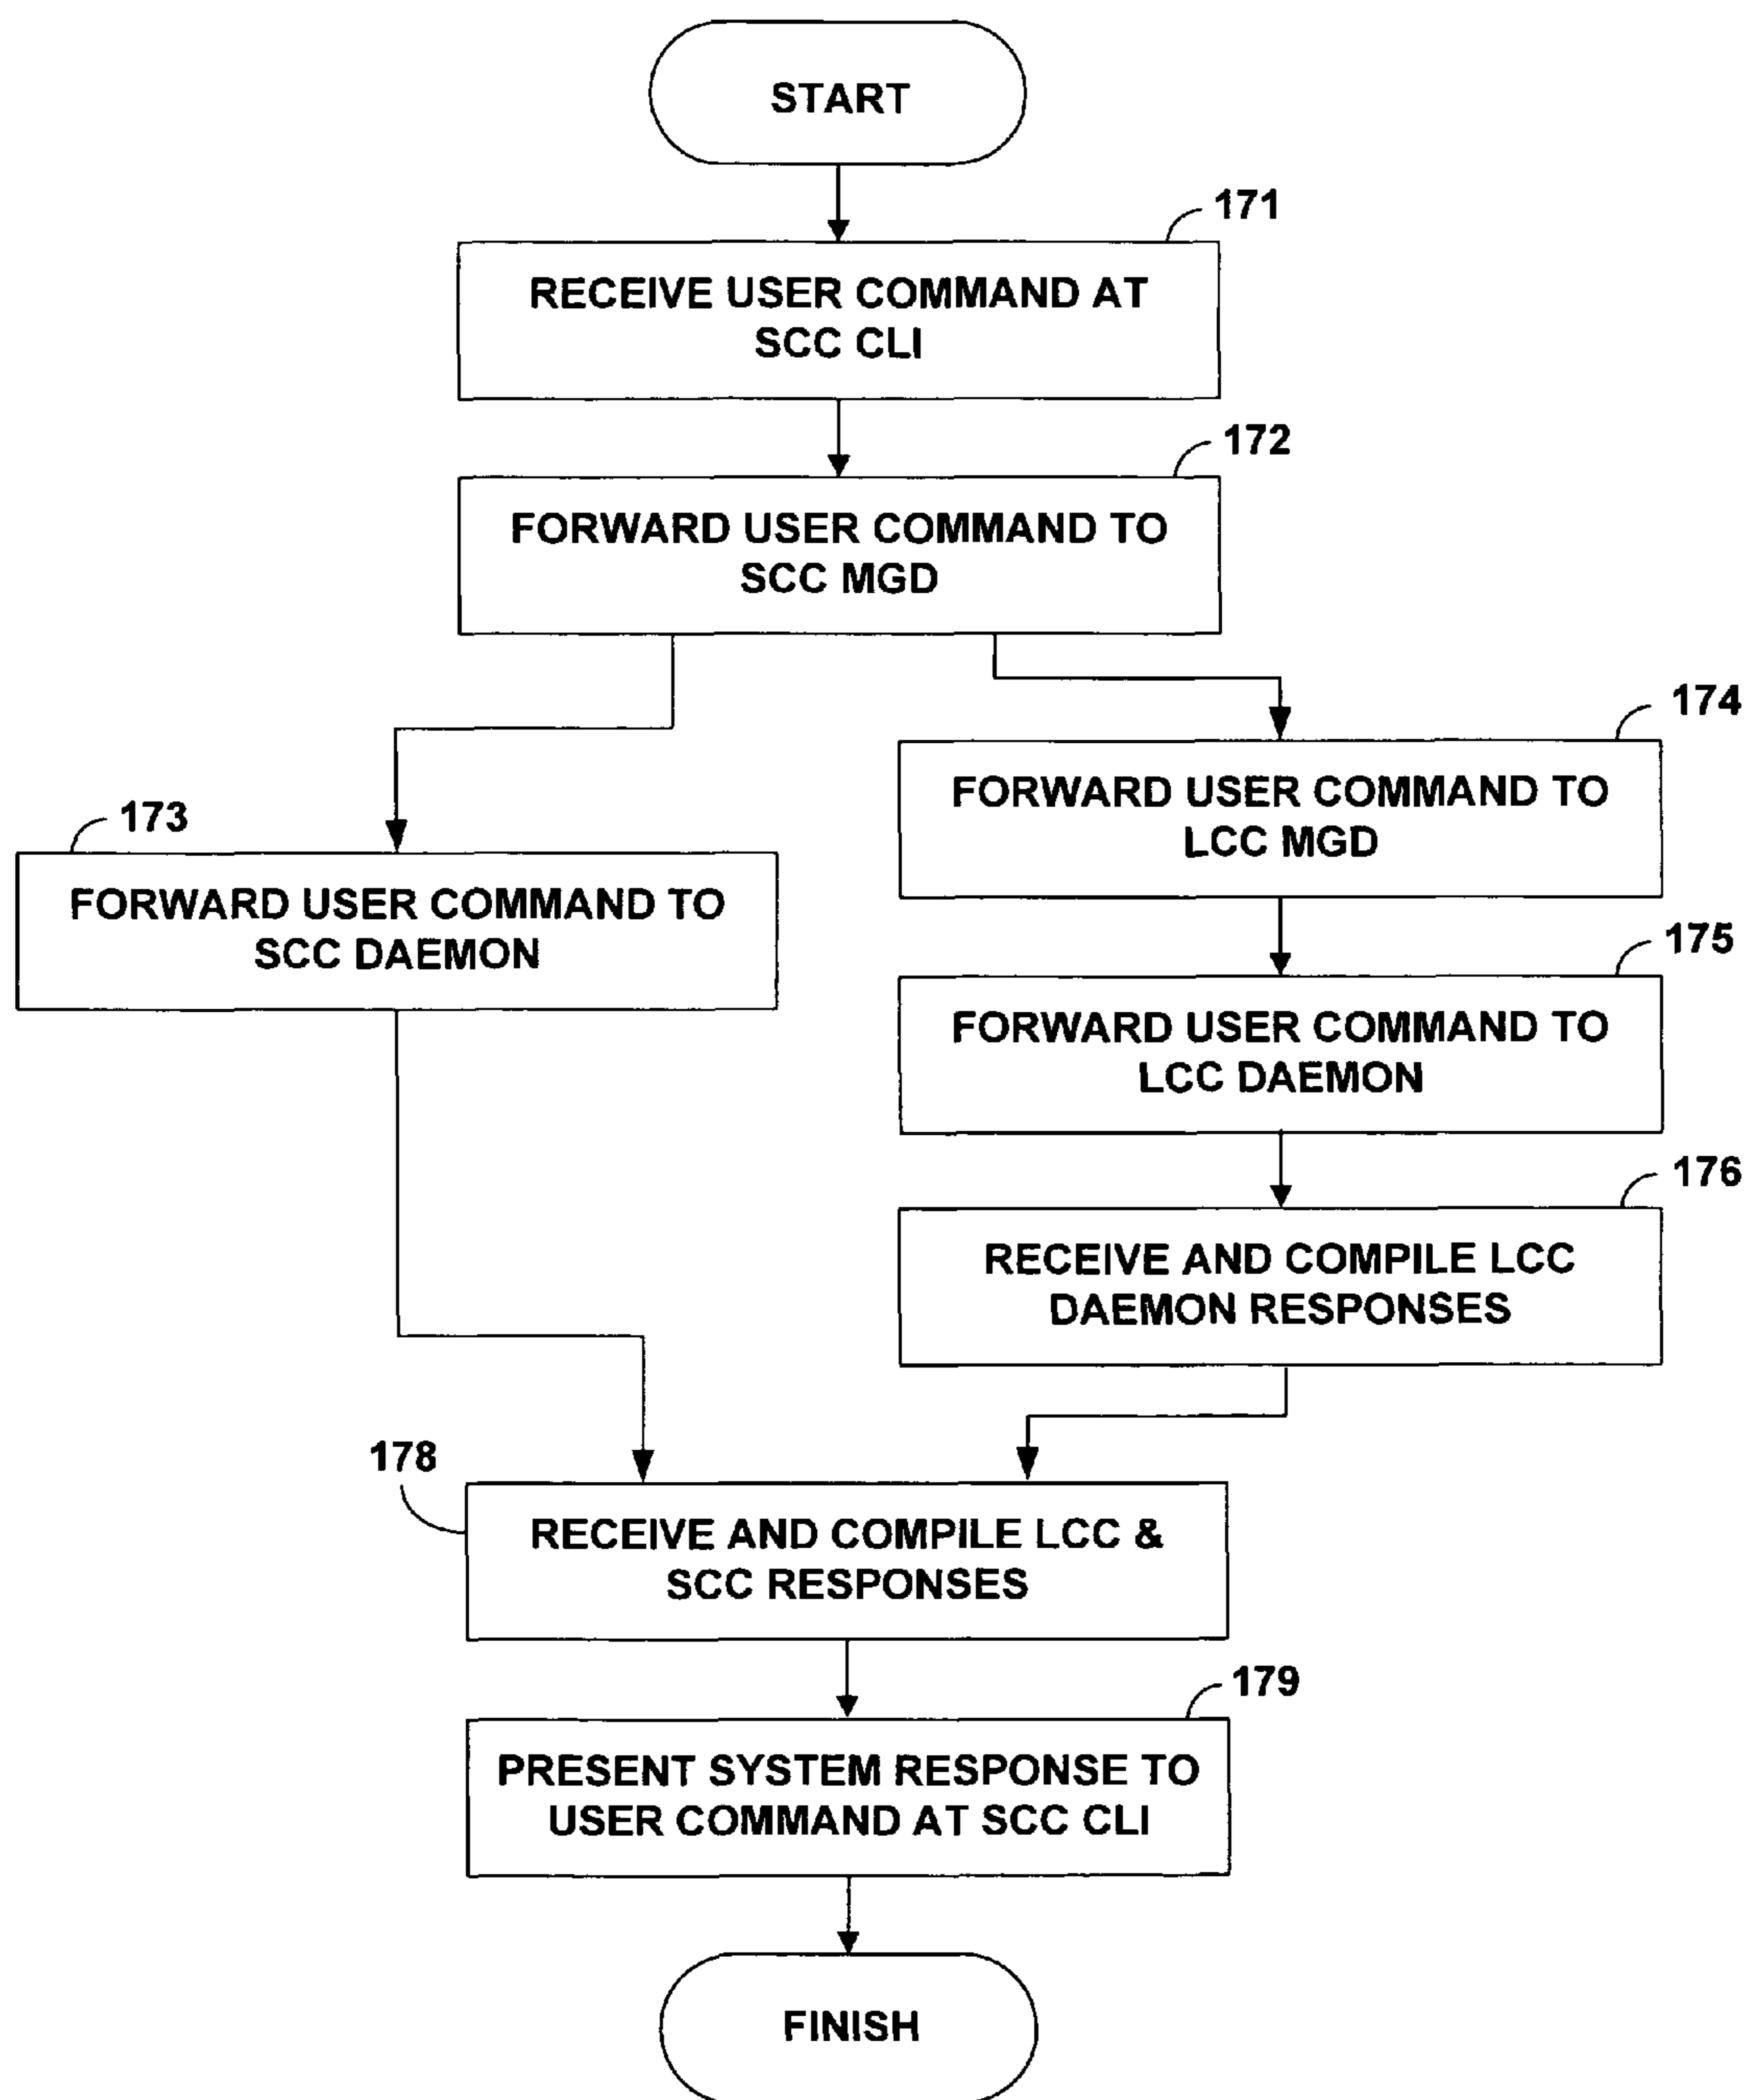 START
171
RECEIVE USER COMMAND AT
SCC CLI
172
FORWARD USER COMMAND TO
SCC MGD
174
FORWARD USER COMMAND TO
LCC MGD
173
FORWARD USER COMMAND TO
SCC DAEMON
175
FORWARD USER COMMAND TO
LCC DAEMON
176
RECEIVE AND COMPILE LCC
DAEMON RESPONSES
178
RECEIVE AND COMPILE LCC &
SCC RESPONSES
179
PRESENT SYSTEM RESPONSE TO
USER COMMAND AT SCC CLI
FINISH